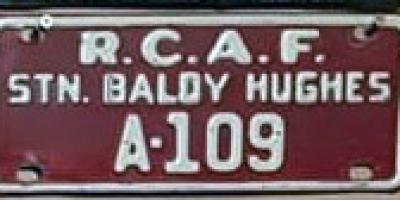 R.C.A.F.
STN. BALDY HUGHES
A-109